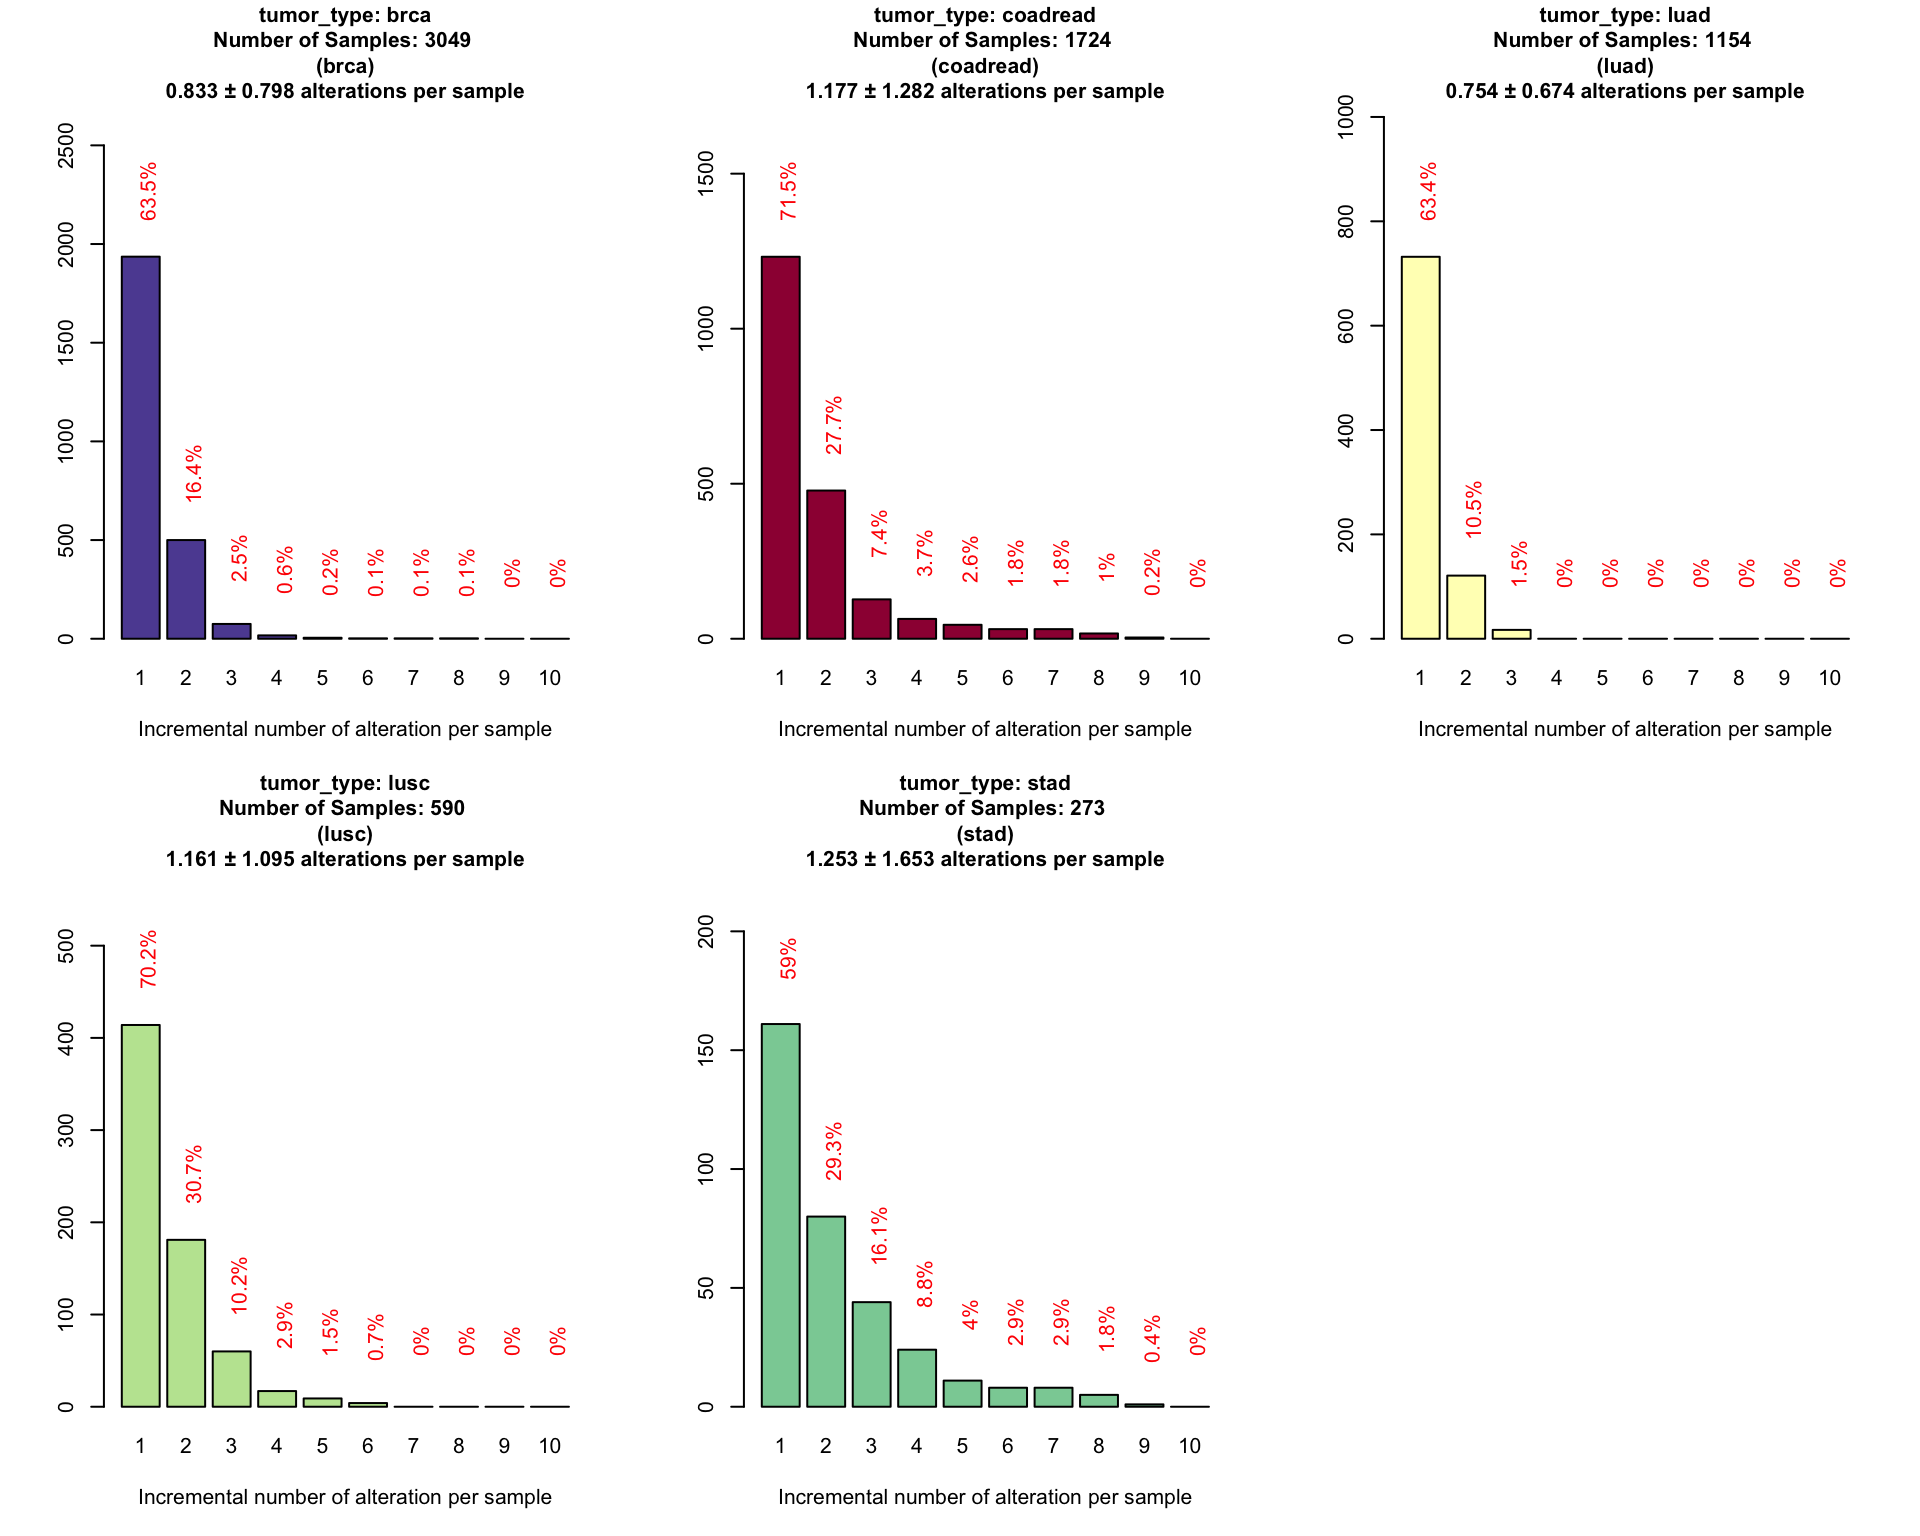 tumor_type: brca
Number of Samples: 3049
(brca)
0.833 ± 0.798 alterations per sample
2500
2000
1500
1000
500
0
63.5%
16.4%
2.5%
0.6%
0.2%
0.1%
0.1%
0.1%
0%
0%
1 2 3 4 5 6 7 8 9 10
Incremental number of alteration per sample
tumor_type: coadread
Number of Samples: 1724
(coadread)
1.177 ± 1.282 alterations per sample
1500
1000
500
0
71.5%
27.7%
7.4%
3.7%
2.6%
1.8%
1.8%
1%
0.2%
0%
1 2 3 4 5 6 7 8 9 10
Incremental number of alteration per sample
tumor_type: luad
Number of Samples: 1154
(luad)
0.754 ± 0.674 alterations per sample
1000
800
600
400
200
0
63.4%
10.5%
1.5%
0%
0%
0%
0%
0%
0%
0%
1 2 3 4 5 6 7 8 9 10
Incremental number of alteration per sample
tumor_type: lusc
Number of Samples: 590
(lusc)
1.161 ± 1.095 alterations per sample
500
400
300
200
100
0
70.2%
30.7%
10.2%
2.9%
1.5%
0.7%
0%
0%
0%
0%
1 2 3 4 5 6 7 8 9 10
Incremental number of alteration per sample
tumor_type: stad
Number of Samples: 273
(stad)
1.253 ± 1.653 alterations per sample
200
150
100
50
0
59%
29.3%
16.1%
8.8%
4%
2.9%
2.9%
1.8%
0.4%
0%
1 2 3 4 5 6 7 8 9 10
Incremental number of alteration per sample